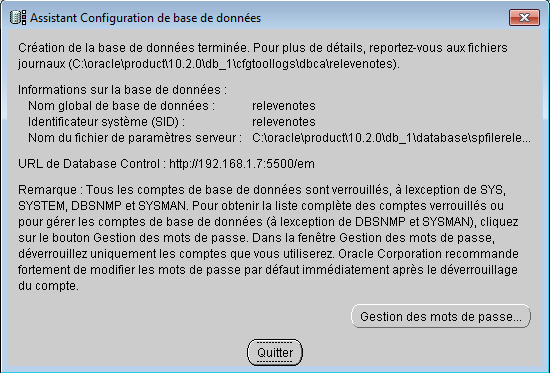 Assistant Configuration de base de données
Création de la base de données terminée. Pour plus de détails, reportez-vous aux fichiers
journaux (C:\oracle\product\10.2.0\db_1\cfgtoollogs\dbca\relevenotes).
Informations sur la base de données :
Nom global de base de données : relevenotes
Identificateur système (SID) : relevenotes
Nom du fichier de paramètres serveur : C:\oracle\product\10.2.0\db_1\database\spfilerele...
URL de Database Control : http://192.168.1.7:5500/em
Remarque : Tous les comptes de base de données sont verrouillés, à lexception de SYS,
SYSTEM, DBSNMP et SYSMAN. Pour obtenir la liste complète des comptes verrouillés ou
pour gérer les comptes de base de données (à lexception de DBSNMP et SYSMAN), cliquez
sur le bouton Gestion des mots de passe. Dans la fenêtre Gestion des mots de passe,
déverrouillez uniquement les comptes que vous utiliserez. Oracle Corporation recommande
fortement de modifier les mots de passe par défaut immédiatement après le déverrouillage
du compte.
Gestion des mots de passe...
Quitter